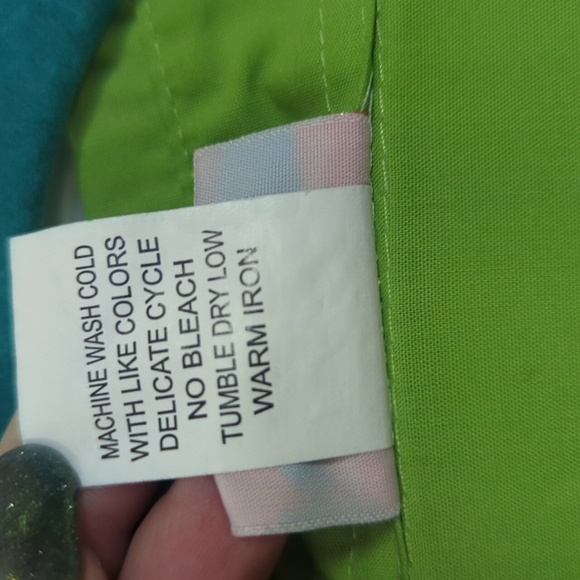 MACHINE WASH COLD
WITH LIKE COLORS
DELICATE CYCLE
NO BLEACH
TUMBLE DRY LOW
WARM IRON